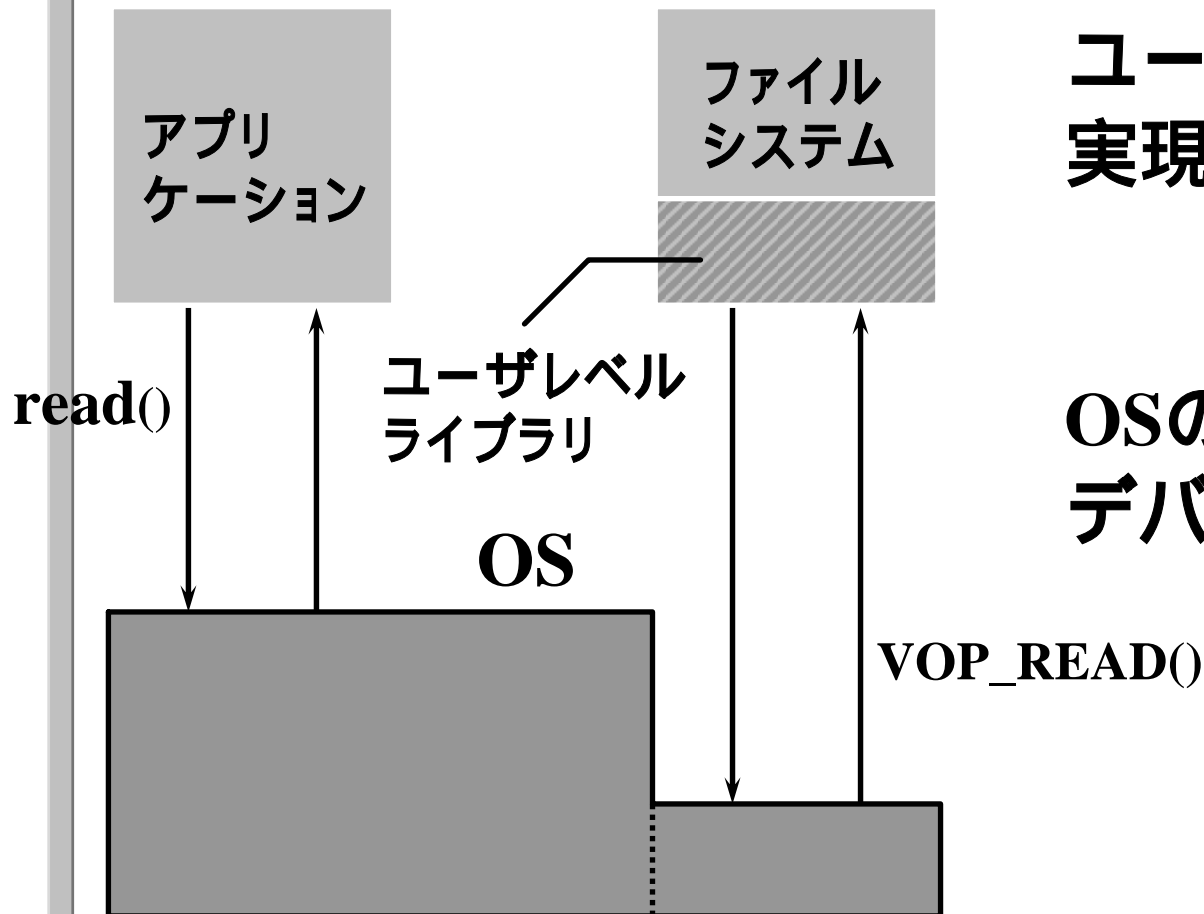 アプリ
ケーション
ファイル
システム
read()
ユーザレベル
ライブラリ
OS
VOP_READ()
ユー
実現
OSの
デバ